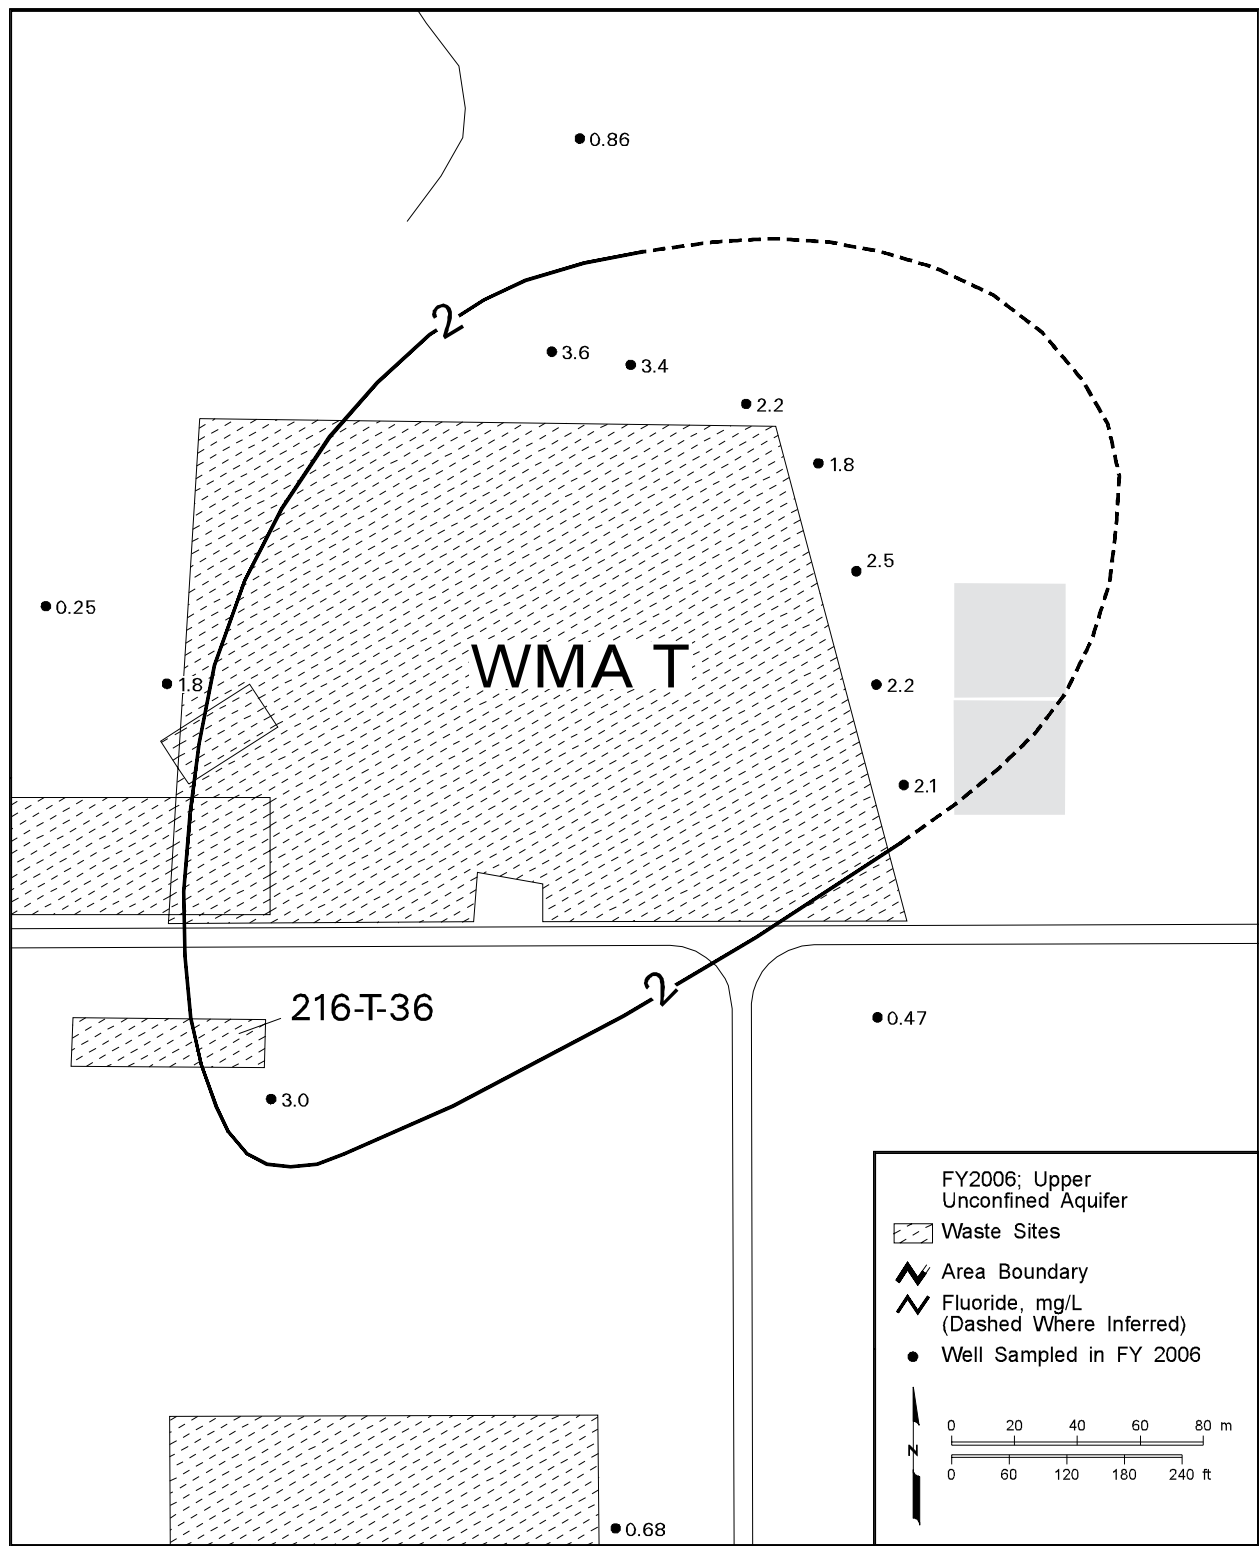 0.86
2
3.6
3.4
2.2
1.8
2.5
0.25
WMA T
1.8
2.2
2.1
2
216-T-36
0.47
3.0
FY2006; Upper
Unconfined Aquifer
Waste Sites
Area Boundary
Fluoride, mg/L
(Dashed Where Inferred)
Well Sampled in FY 2006
0 20 40 60 80 m
N
0 60 120 180 240 ft
0.68